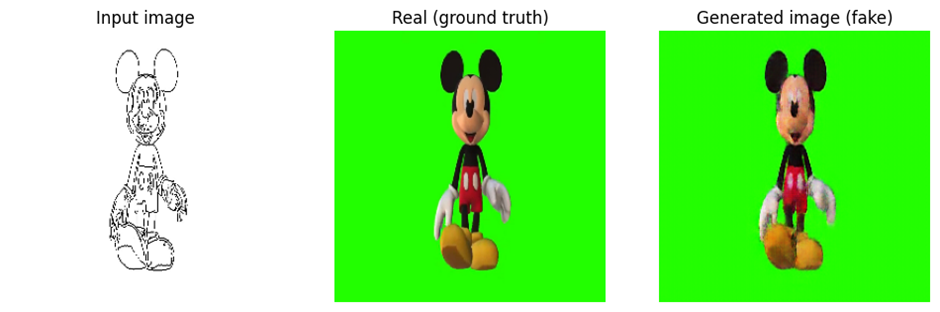 Input image
Real (ground truth)
Generated image (fake)